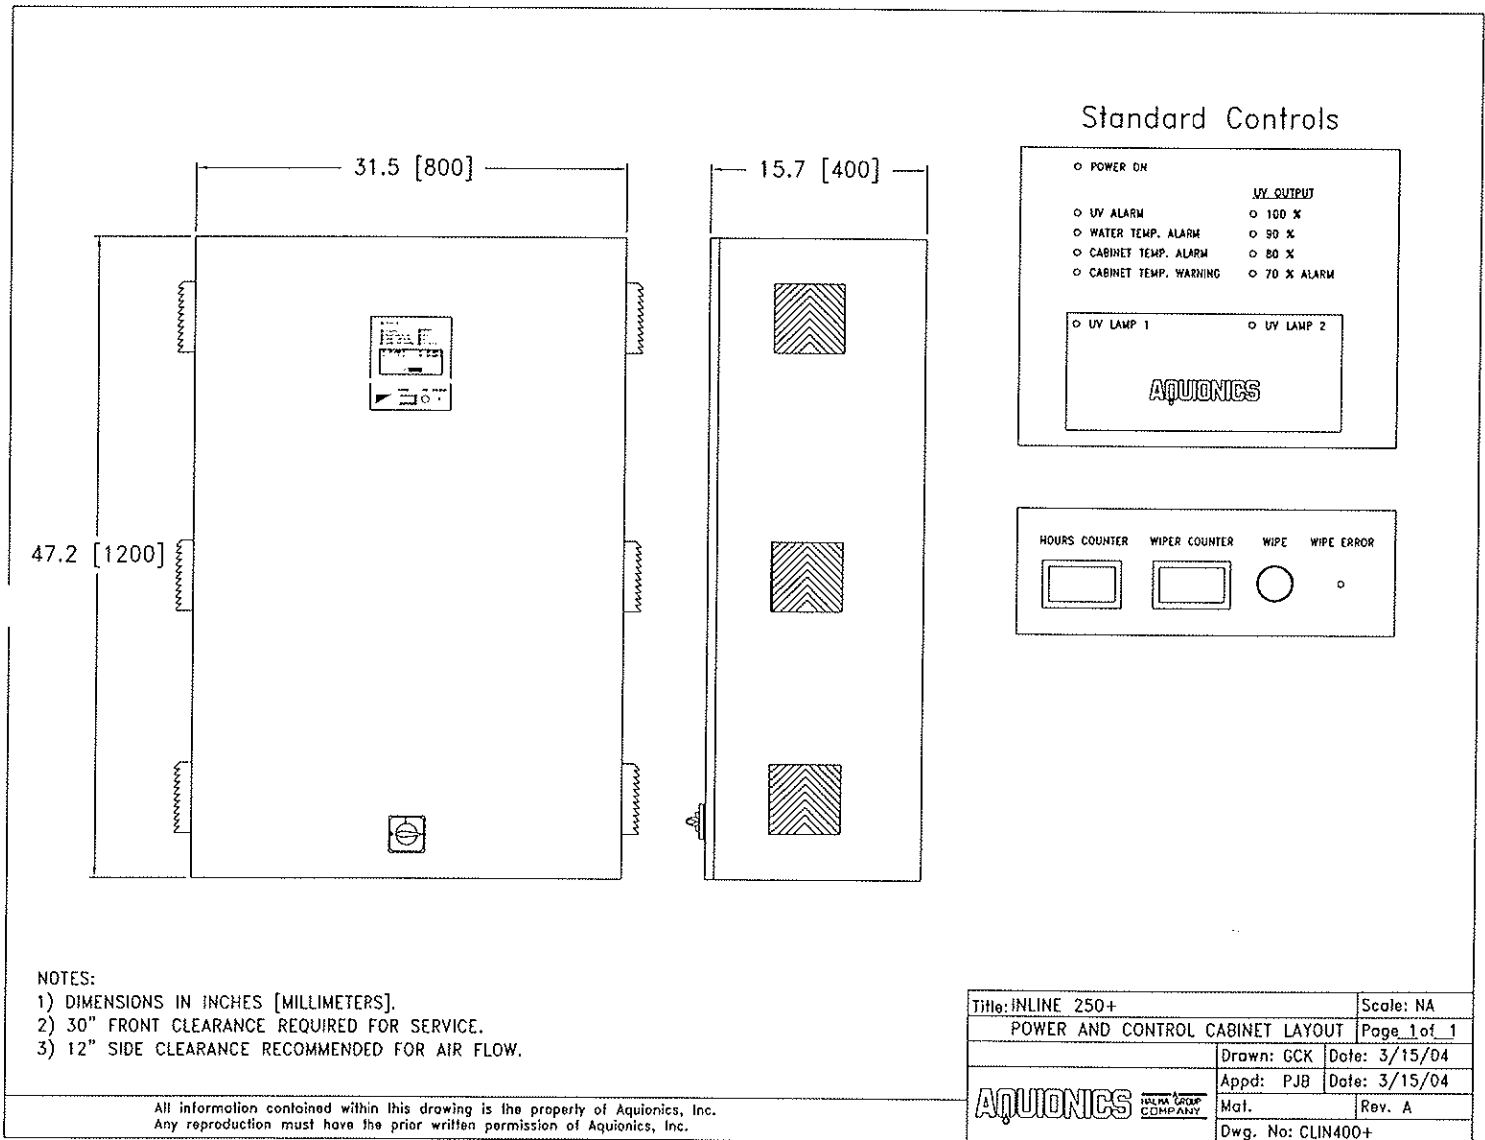 Standard Controls
31.5 [800]
15.7 [400]
47.2 [1200]
POWER ON
UV OUTPUT
UV ALARM
100 %
WATER TEMP. ALARM
90 %
CABINET TEMP. ALARM
80 %
CABINET TEMP. WARNING
70 % ALARM
UV LAMP 1
UV LAMP 2
AQUIONICS
HOURS COUNTER
WIPER COUNTER
WIPE
WIPE ERROR
NOTES:
1) DIMENSIONS IN INCHES [MILLIMETERS].
2) 30" FRONT CLEARANCE REQUIRED FOR SERVICE.
3) 12" SIDE CLEARANCE RECOMMENDED FOR AIR FLOW.
All information contained within this drawing is the property of Aquionics, Inc.
Any reproduction must have the prior written permission of Aquionics, Inc.
Title: INLINE 250+
Scale: NA
POWER AND CONTROL CABINET LAYOUT
Page 1 of 1
Drawn: GCK
Date: 3/15/04
Appd: PJB
Date: 3/15/04
AQUIONICS
A HALMA GROUP
COMPANY
Mat.
Rev. A
Dwg. No: CLIN400+